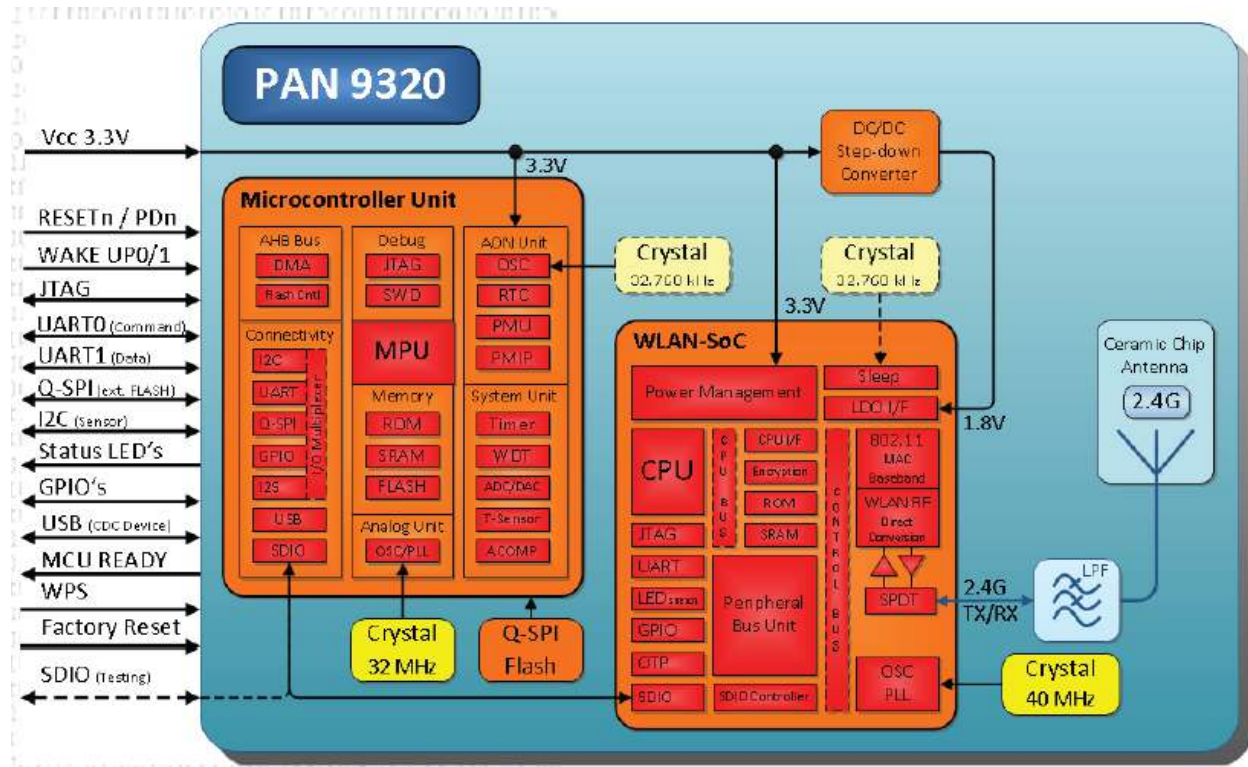 PAN 9320
Vcc 3.3V
RESETn / PDn
WAKE UP0/1
JTAG
UART0 (Command)
UART1 (Data)
Q-SPI (ext. FLASH)
I2C (Sensor)
Status LED's
GPIO's
USB (CDC Device)
MCU READY
WPS
Factory Reset
SDIO (Testing)
3.3V
DC/DC
Step-down
Converter
Microcontroller Unit
AHB Bus
DMA
Flash Cntl
Connectivity
I2C
UART
Q-SPI
GPIO
I2S
I/O Multiplexer
USB
SDIO
Debug
JTAG
SWD
MPU
Memory
ROM
SRAM
FLASH
Analog Unit
OSC/PLL
AON Unit
OSC
RTC
PMU
PMIP
System Unit
Timer
WDT
ADC/DAC
T-Sensor
ACOMP
Crystal
32 MHz
Q-SPI
Flash
Crystal
32.768 kHz
Crystal
32.768 kHz
3.3V
1.8V
WLAN-SoC
Power Management
Sleep
LDO I/F
CPU
JTAG
UART
LED
GPIO
OTP
SDIO
CPU BUS
CPU I/F
Encryption
ROM
SRAM
Peripheral
Bus Unit
SDIO Controller
CONTROL BUS
802.11
MAC
Baseband
WLAN RF
Direct
Conversion
SPDT
OSC
PLL
2.4G
TX/RX
LPF
Crystal
40 MHz
Ceramic Chip
Antenna
2.4G